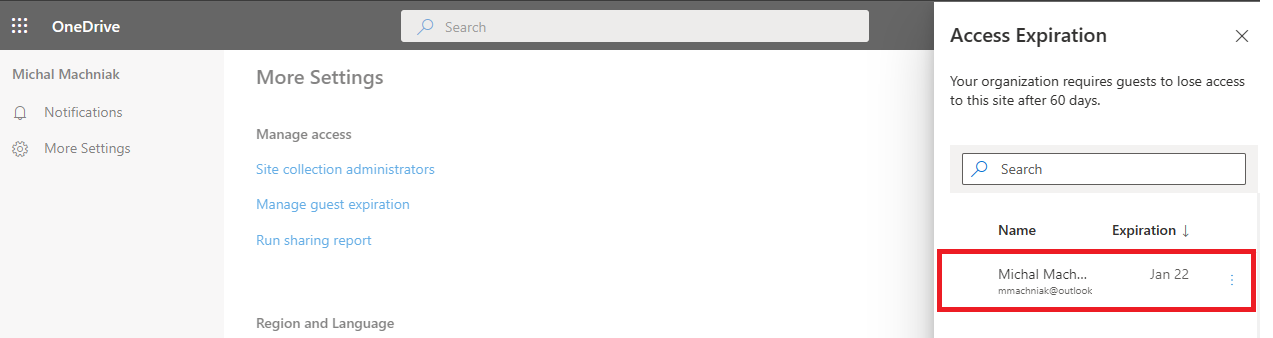 OneDrive
Search
Michal Machniak
Notifications
More Settings
More Settings
Manage access
Site collection administrators
Manage guest expiration
Run sharing report
Region and Language
Access Expiration
Your organization requires guests to lose access
to this site after 60 days.
Search
Name Expiration ↓
Michal Mach... Jan 22
mmachniak@outlook